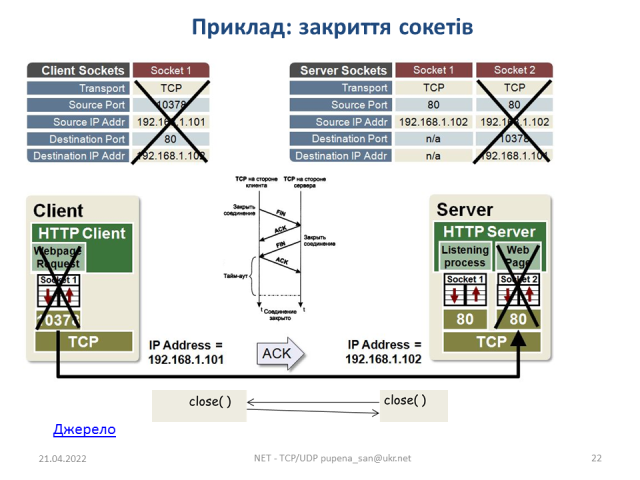 Приклад: закриття сокетів
Client Sockets Socket 1
Transport TCP
Source Port 10378
Source IP Addr 192.168.1.101
Destination Port 80
Destination IP Addr 192.168.1.102
Server Sockets Socket 1 Socket 2
Transport TCP TCP
Source Port 80 80
Source IP Addr 192.168.1.102 192.168.1.102
Destination Port n/a 10378
Destination IP Addr n/a 192.168.1.101
TCP на стороне клиента
TCP на стороне сервера
Закрыть соединение
FIN
ACK
Закрыть соединение
FIN
ACK
Тайм-аут
t
t
Соединение закрыто
Client
HTTP Client
Webpage
Request
Socket 1
10378
TCP
IP Address =
192.168.1.101
ACK
Server
HTTP Server
Listening process
Web Page
Socket 1 Socket 2
80 80
TCP
IP Address =
192.168.1.102
close( )
close( )
Джерело
21.04.2022 NET - TCP/UDP pupena_san@ukr.net 22